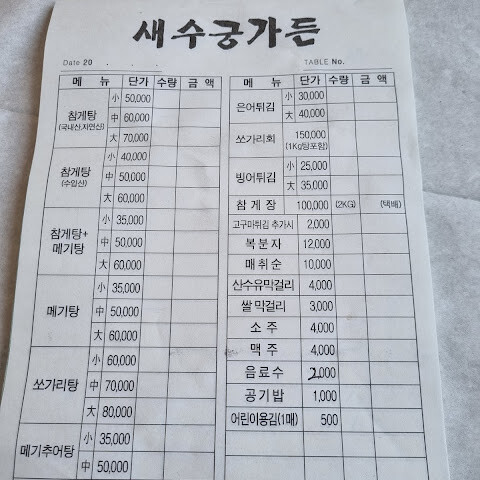 새수궁가든
Date 20 . . .
TABLE No.
메 뉴 단가 수량 금 액
참게탕 (국내산,자연산) 小 50,000
中 60,000
大 70,000
참게탕 (수입산) 小 40,000
中 50,000
大 60,000
참게탕+ 메기탕 小 35,000
中 50,000
大 60,000
메기탕 小 35,000
中 50,000
大 60,000
쏘가리탕 小 60,000
中 70,000
大 80,000
메기추어탕 小 35,000
中 50,000
메 뉴 단가 수량 금 액
은어튀김 小 30,000
大 40,000
쏘가리회 150,000
(1Kg탕포함)
빙어튀김 小 25,000
大 35,000
참 게 장 100,000 (2KG) (택배)
고구마튀김 추가시 2,000
복 분 자 12,000
매 취 순 10,000
산수유막걸리 4,000
쌀 막걸리 3,000
소 주 4,000
맥 주 4,000
음 료 수 2,000
공 기 밥 1,000
어린이용김(1매) 500